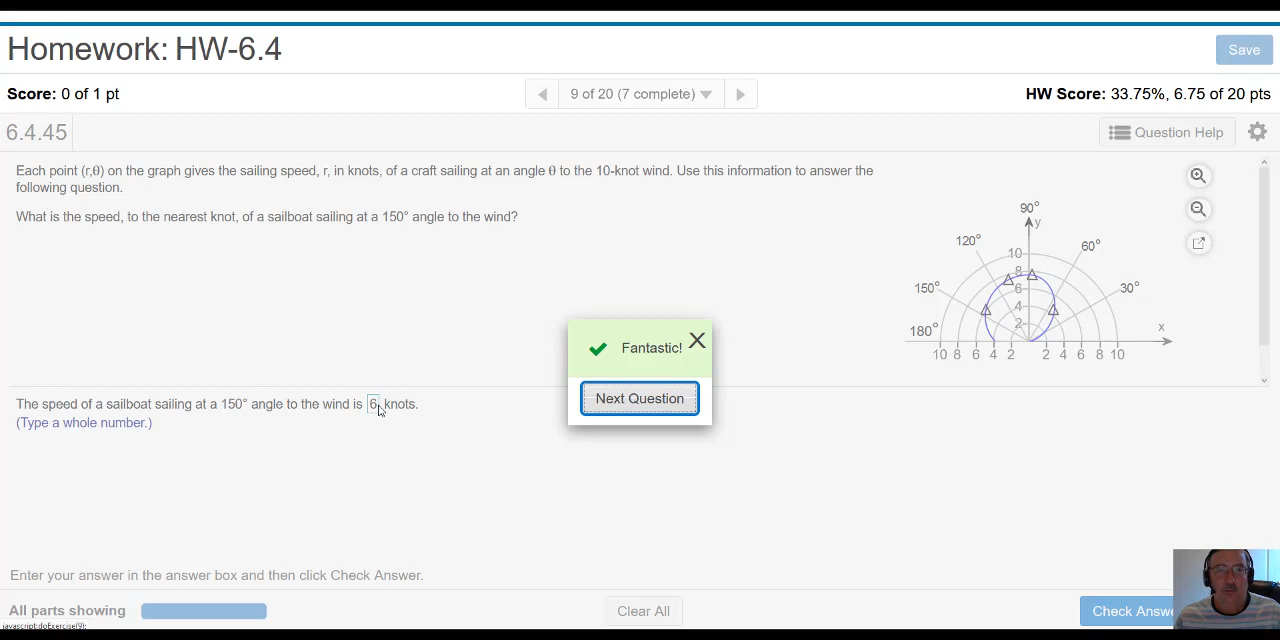 Homework: HW-6.4
Save
Score: 0 of 1 pt
9 of 20 (7 complete)
HW Score: 33.75%, 6.75 of 20 pts
6.4.45
Question Help
Each point (r,θ) on the graph gives the sailing speed, r, in knots, of a craft sailing at an angle θ to the 10-knot wind. Use this information to answer the
following question.
What is the speed, to the nearest knot, of a sailboat sailing at a 150° angle to the wind?
90°
y
120°
60°
10
8
6
150°
30°
4
2
180°
x
10 8 6 4 2 2 4 6 8 10
Fantastic!
Next Question
The speed of a sailboat sailing at a 150° angle to the wind is 6 knots.
(Type a whole number.)
Enter your answer in the answer box and then click Check Answer.
All parts showing
Clear All
Check Answe
javascript:doExercise(9);